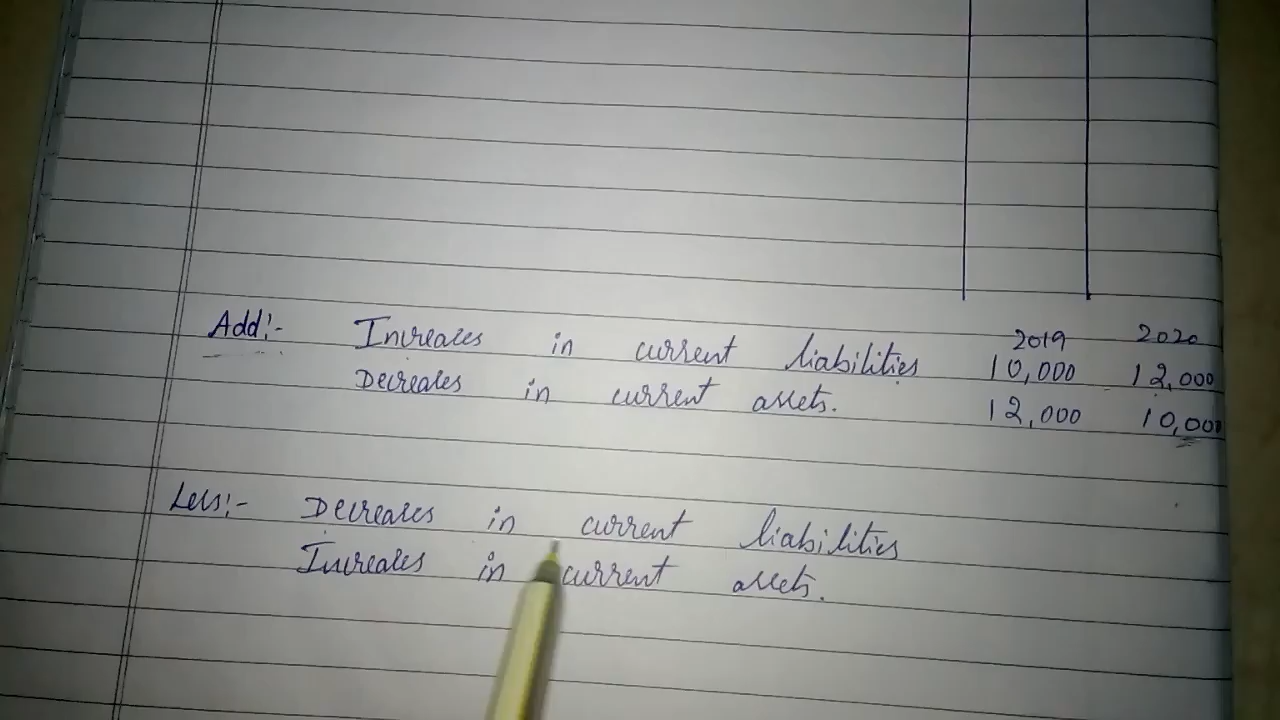 2019 2020
Add:- Increases in current liabilities 10,000 12,000
Decreases in current assets. 12,000 10,000
Less:- Decreases in current liabilities
Increases in current assets.